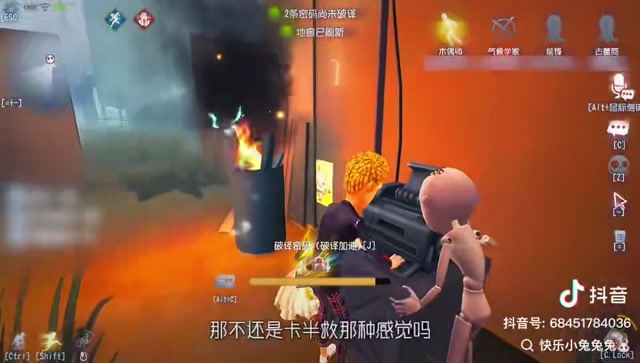 [ESC]
2条密码尚未破译
地窖已刷新
木偶师
气象学家
前锋
古董商
[=+-]
[Alt+鼠标侧键
[C]
[Z]
[~]
[=]
破译密码(破译加速)[J]
[Alt+C]
那不还是卡半救那种感觉吗
抖音
抖音号: 68451784036
快乐小兔兔兔
[Ctrl]
[Shift]
[C.Lock]